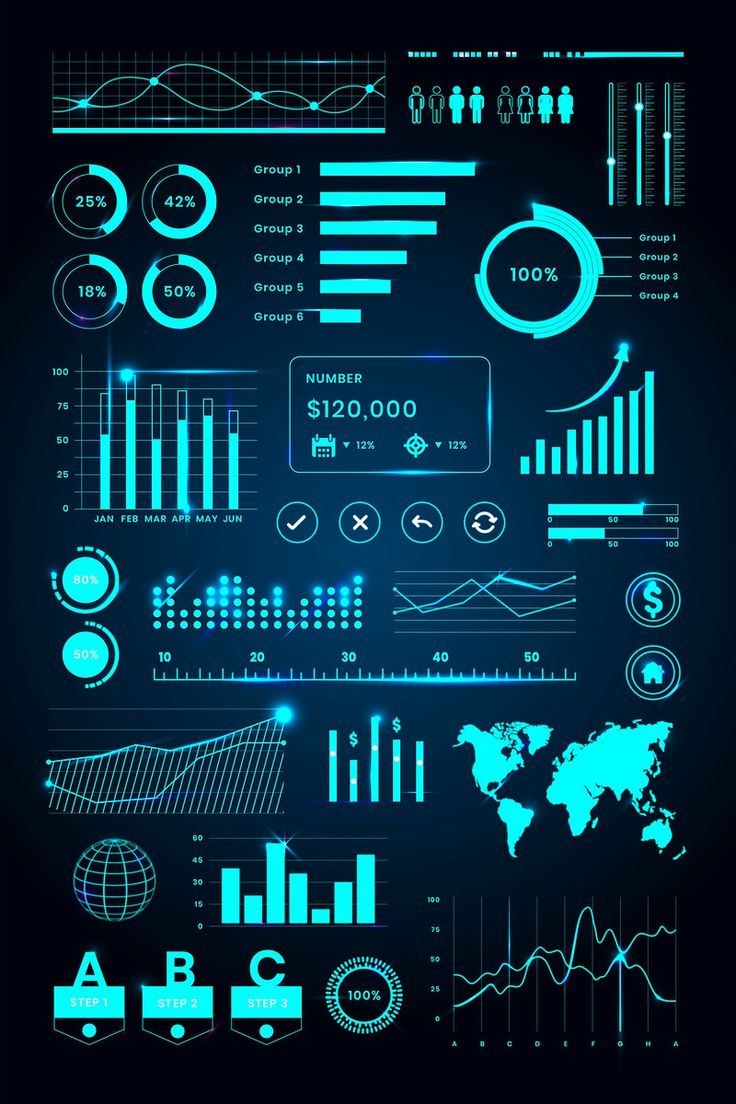 25%
42%
18%
50%
Group 1
Group 2
Group 3
Group 4
Group 5
Group 6
100%
Group 1
Group 2
Group 3
Group 4
100
75
50
25
0
JAN FEB MAR APR MAY JUN
NUMBER
$120,000
12% 12%
0 50 100
0 50 100
80%
50%
$
10 20 30 40 50
$ $
60
45
30
15
0
A B C
STEP 1 STEP 2 STEP 3
100%
100
75
50
25
0
A B C D E F G H A